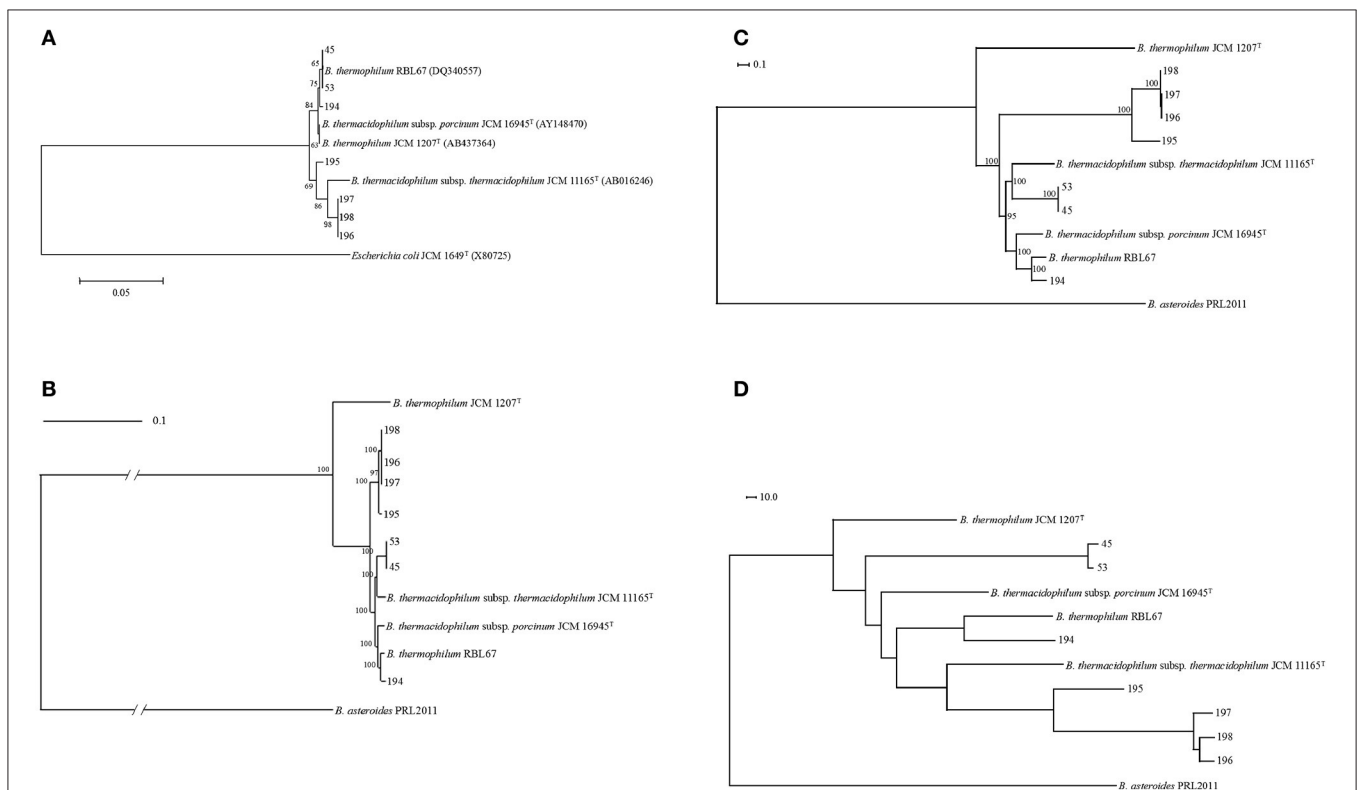 A
45
65
B. thermophilum RBL67 (DQ340557)
75
53
84
194
B. thermacidophilum subsp. porcinum JCM 16945ᵀ (AY148470)
63
B. thermophilum JCM 1207ᵀ (AB437364)
195
69
B. thermacidophilum subsp. thermacidophilum JCM 11165ᵀ (AB016246)
86
197
98
198
196
Escherichia coli JCM 1649ᵀ (X80725)
0.05
C
0.1
B. thermophilum JCM 1207ᵀ
198
100
197
100
196
195
100
B. thermacidophilum subsp. thermacidophilum JCM 11165ᵀ
100
53
100
45
95
B. thermacidophilum subsp. porcinum JCM 16945ᵀ
100
B. thermophilum RBL67
100
194
B. asteroides PRL2011
B
0.1
B. thermophilum JCM 1207ᵀ
198
100
196
100
97
100
197
195
53
100
45
100
B. thermacidophilum subsp. thermacidophilum JCM 11165ᵀ
100
B. thermacidophilum subsp. porcinum JCM 16945ᵀ
100
B. thermophilum RBL67
100
194
B. asteroides PRL2011
D
10.0
B. thermophilum JCM 1207ᵀ
45
53
B. thermacidophilum subsp. porcinum JCM 16945ᵀ
B. thermophilum RBL67
194
B. thermacidophilum subsp. thermacidophilum JCM 11165ᵀ
195
197
198
196
B. asteroides PRL2011